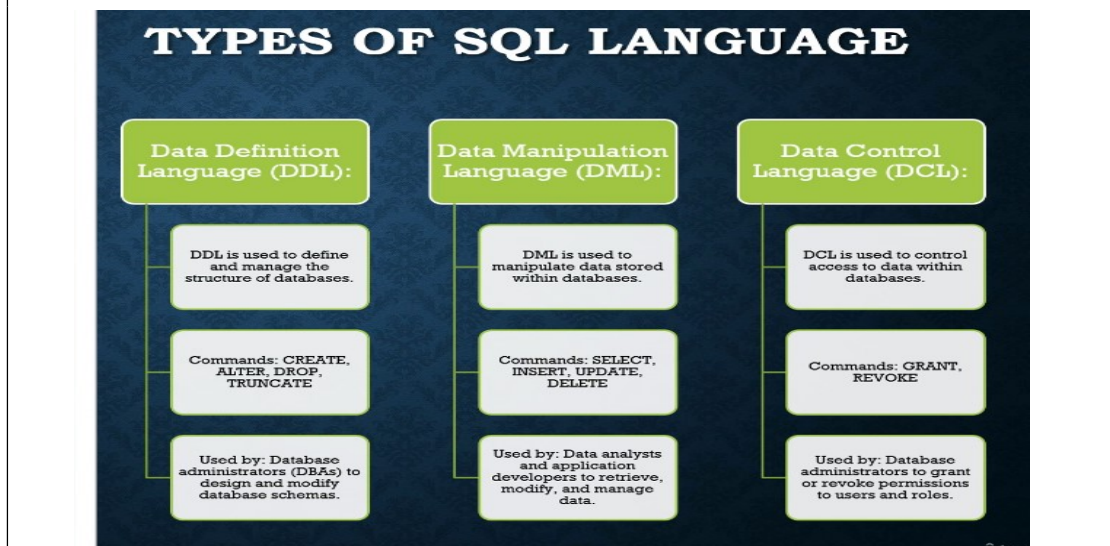 TYPES OF SQL LANGUAGE
Data Definition
Language (DDL):
DDL is used to define
and manage the
structure of databases.
Commands: CREATE,
ALTER, DROP,
TRUNCATE
Used by: Database
administrators (DBAs) to
design and modify
database schemas.
Data Manipulation
Language (DML):
DML is used to
manipulate data stored
within databases.
Commands: SELECT,
INSERT, UPDATE,
DELETE
Used by: Data analysts
and application
developers to retrieve,
modify, and manage
data.
Data Control
Language (DCL):
DCL is used to control
access to data within
databases.
Commands: GRANT,
REVOKE
Used by: Database
administrators to grant
or revoke permissions
to users and roles.